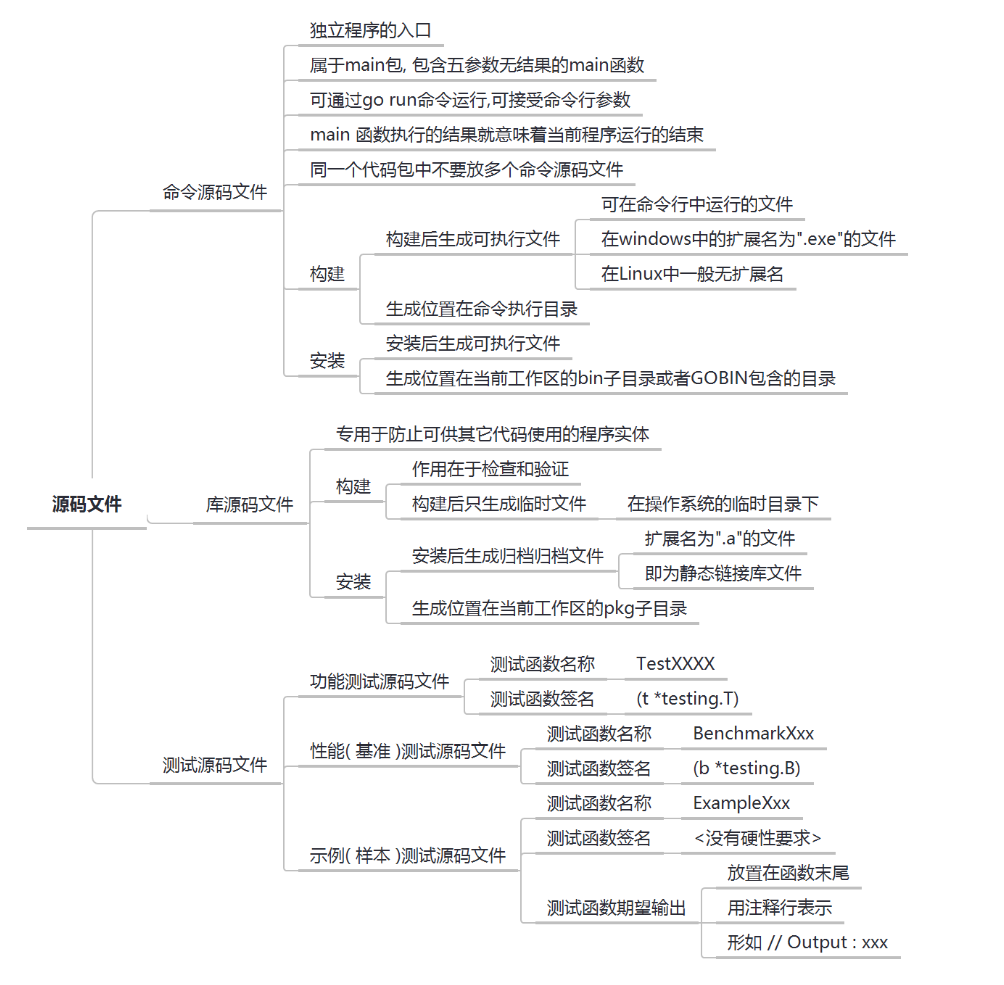 源码文件
命令源码文件
独立程序的入口
属于main包, 包含五参数无结果的main函数
可通过go run命令运行,可接受命令行参数
main 函数执行的结果就意味着当前程序运行的结束
同一个代码包中不要放多个命令源码文件
构建
构建后生成可执行文件
可在命令行中运行的文件
在windows中的扩展名为".exe"的文件
在Linux中一般无扩展名
生成位置在命令执行目录
安装
安装后生成可执行文件
生成位置在当前工作区的bin子目录或者GOBIN包含的目录
库源码文件
专用于防止可供其它代码使用的程序实体
构建
作用在于检查和验证
构建后只生成临时文件
在操作系统的临时目录下
安装
安装后生成归档归档文件
扩展名为".a"的文件
即为静态链接库文件
生成位置在当前工作区的pkg子目录
测试源码文件
功能测试源码文件
测试函数名称
TestXXXX
测试函数签名
(t *testing.T)
性能( 基准 )测试源码文件
测试函数名称
BenchmarkXxx
测试函数签名
(b *testing.B)
示例( 样本 )测试源码文件
测试函数名称
ExampleXxx
测试函数签名
<没有硬性要求>
测试函数期望输出
放置在函数末尾
用注释行表示
形如 // Output : xxx